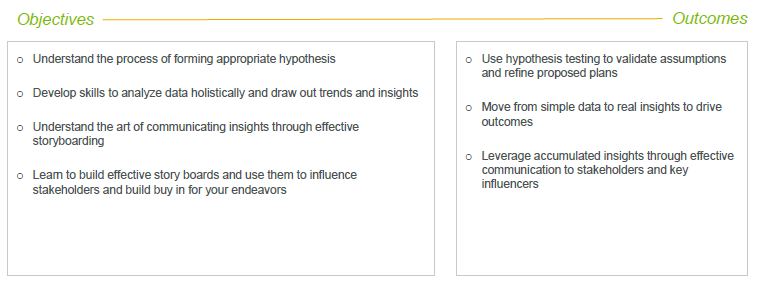 Objectives
Outcomes
o Understand the process of forming appropriate hypothesis
o Develop skills to analyze data holistically and draw out trends and insights
o Understand the art of communicating insights through effective
storyboarding
o Learn to build effective story boards and use them to influence
stakeholders and build buy in for your endeavors
o Use hypothesis testing to validate assumptions
and refine proposed plans
o Move from simple data to real insights to drive
outcomes
o Leverage accumulated insights through effective
communication to stakeholders and key
influencers